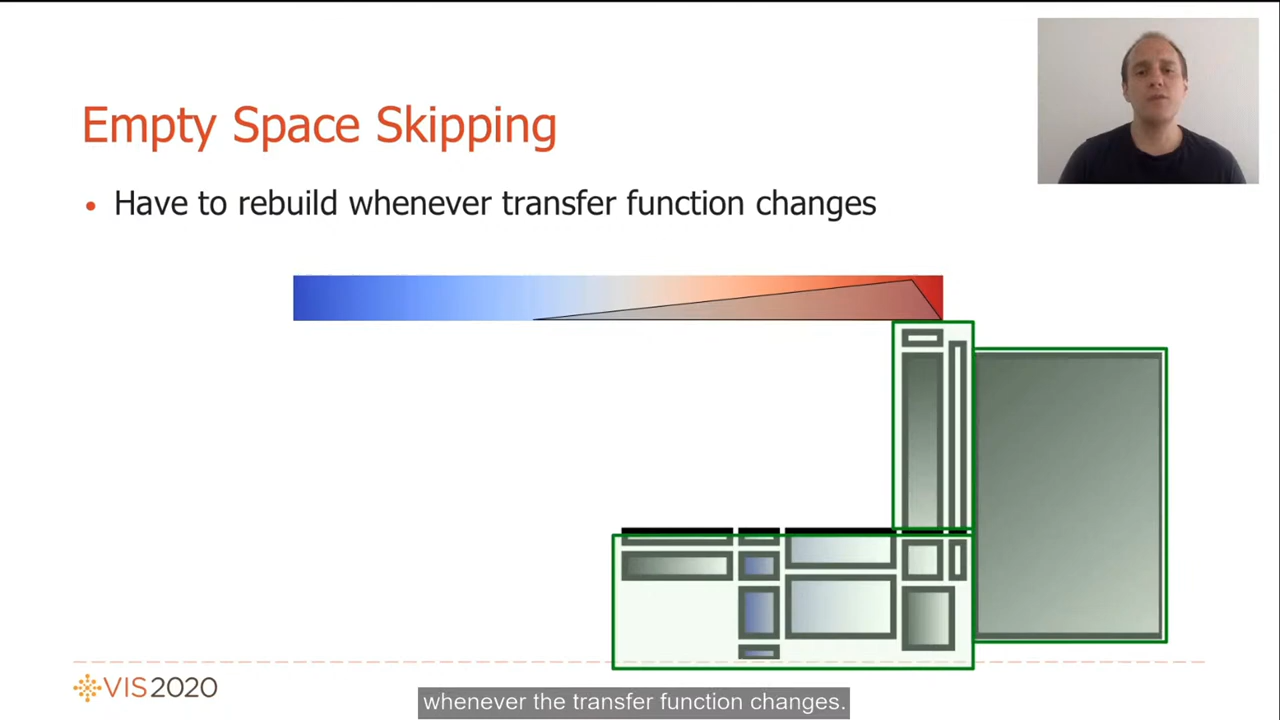 Empty Space Skipping
• Have to rebuild whenever transfer function changes
VIS2020
whenever the transfer function changes.